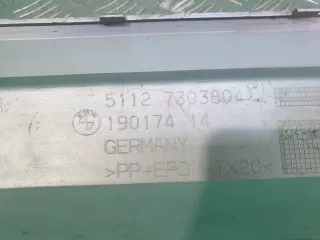 5112 7303804
190174 14
GERMANY
>PP+EPDM-TX20<